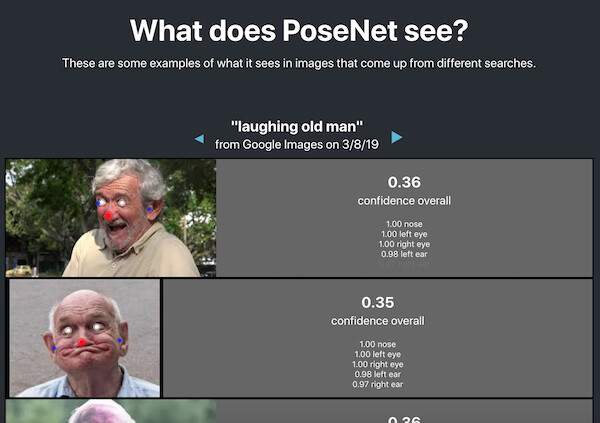 What does PoseNet see?
These are some examples of what it sees in images that come up from different searches.
"laughing old man"
from Google Images on 3/8/19
0.36
confidence overall
1.00 nose
1.00 left eye
1.00 right eye
0.98 left ear
0.35
confidence overall
1.00 nose
1.00 left eye
1.00 right eye
0.98 left ear
0.97 right ear
0.36